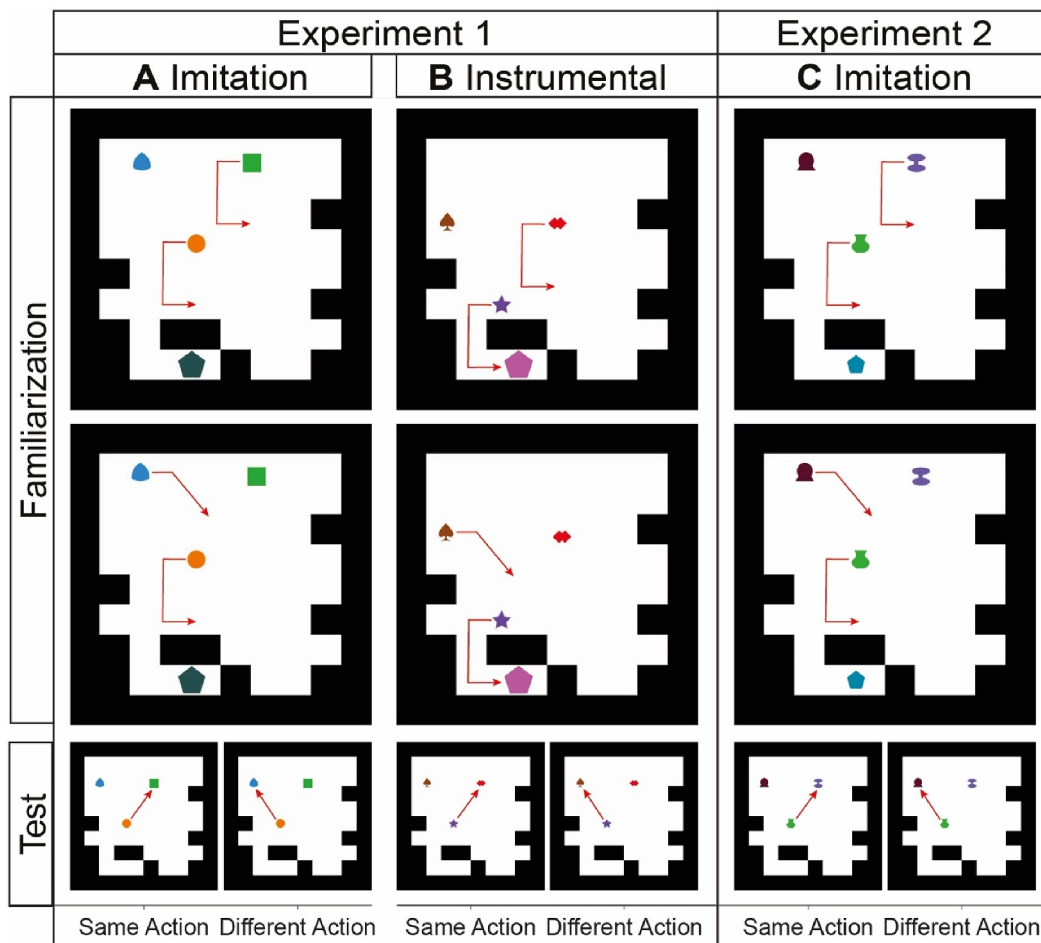 Experiment 1
Experiment 2
A Imitation
B Instrumental
C Imitation
Familiarization
Test
Same Action
Different Action
Same Action
Different Action
Same Action
Different Action